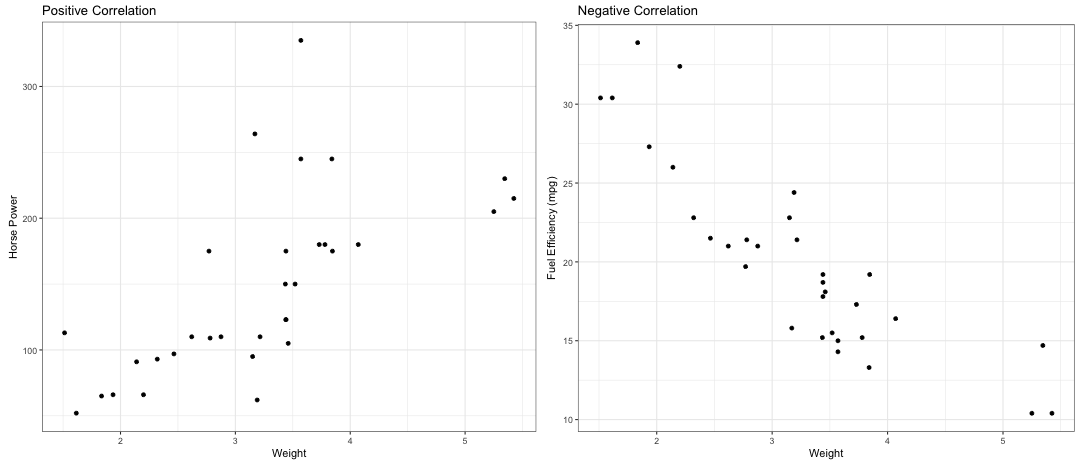 Positive Correlation
300
200
100
Horse Power
2 3 4 5
Weight
Negative Correlation
35
30
25
20
15
10
Fuel Efficiency (mpg)
2 3 4 5
Weight